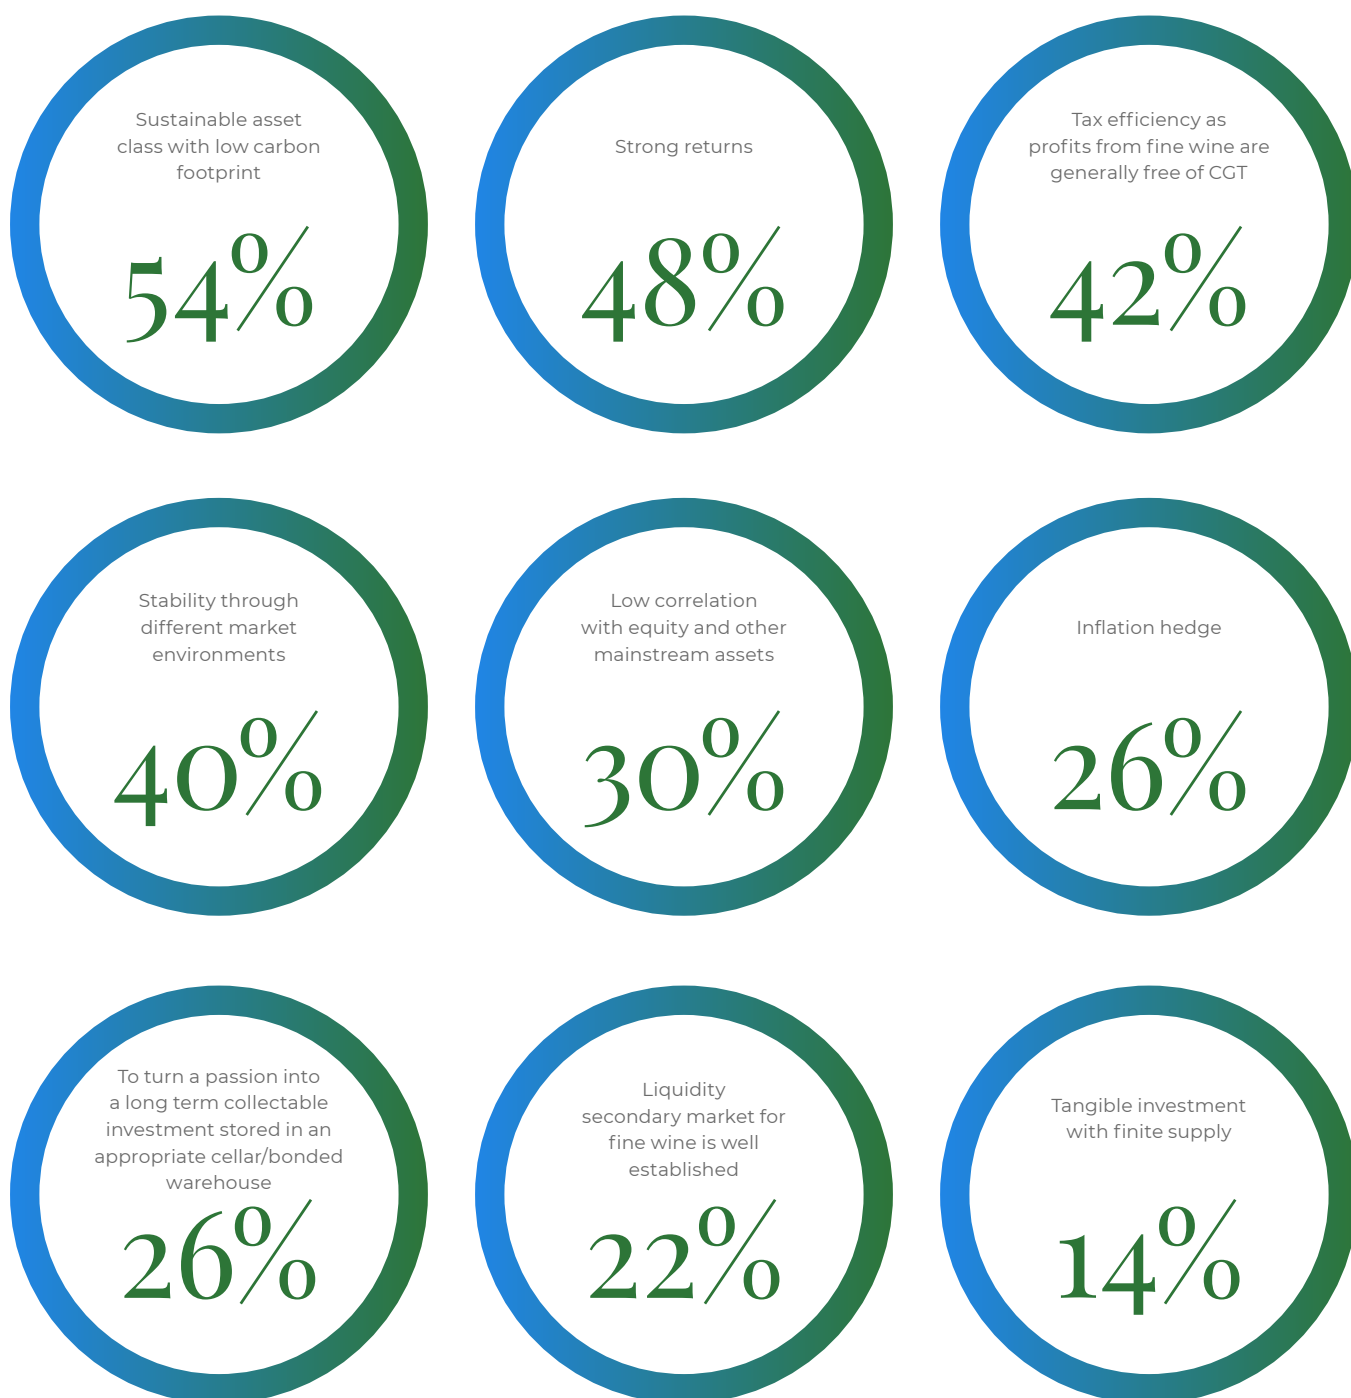 Sustainable asset
class with low carbon
footprint
54%
Strong returns
48%
Tax efficiency as
profits from fine wine are
generally free of CGT
42%
Stability through
different market
environments
40%
Low correlation
with equity and other
mainstream assets
30%
Inflation hedge
26%
To turn a passion into
a long term collectable
investment stored in an
appropriate cellar/bonded
warehouse
26%
Liquidity
secondary market for
fine wine is well
established
22%
Tangible investment
with finite supply
14%